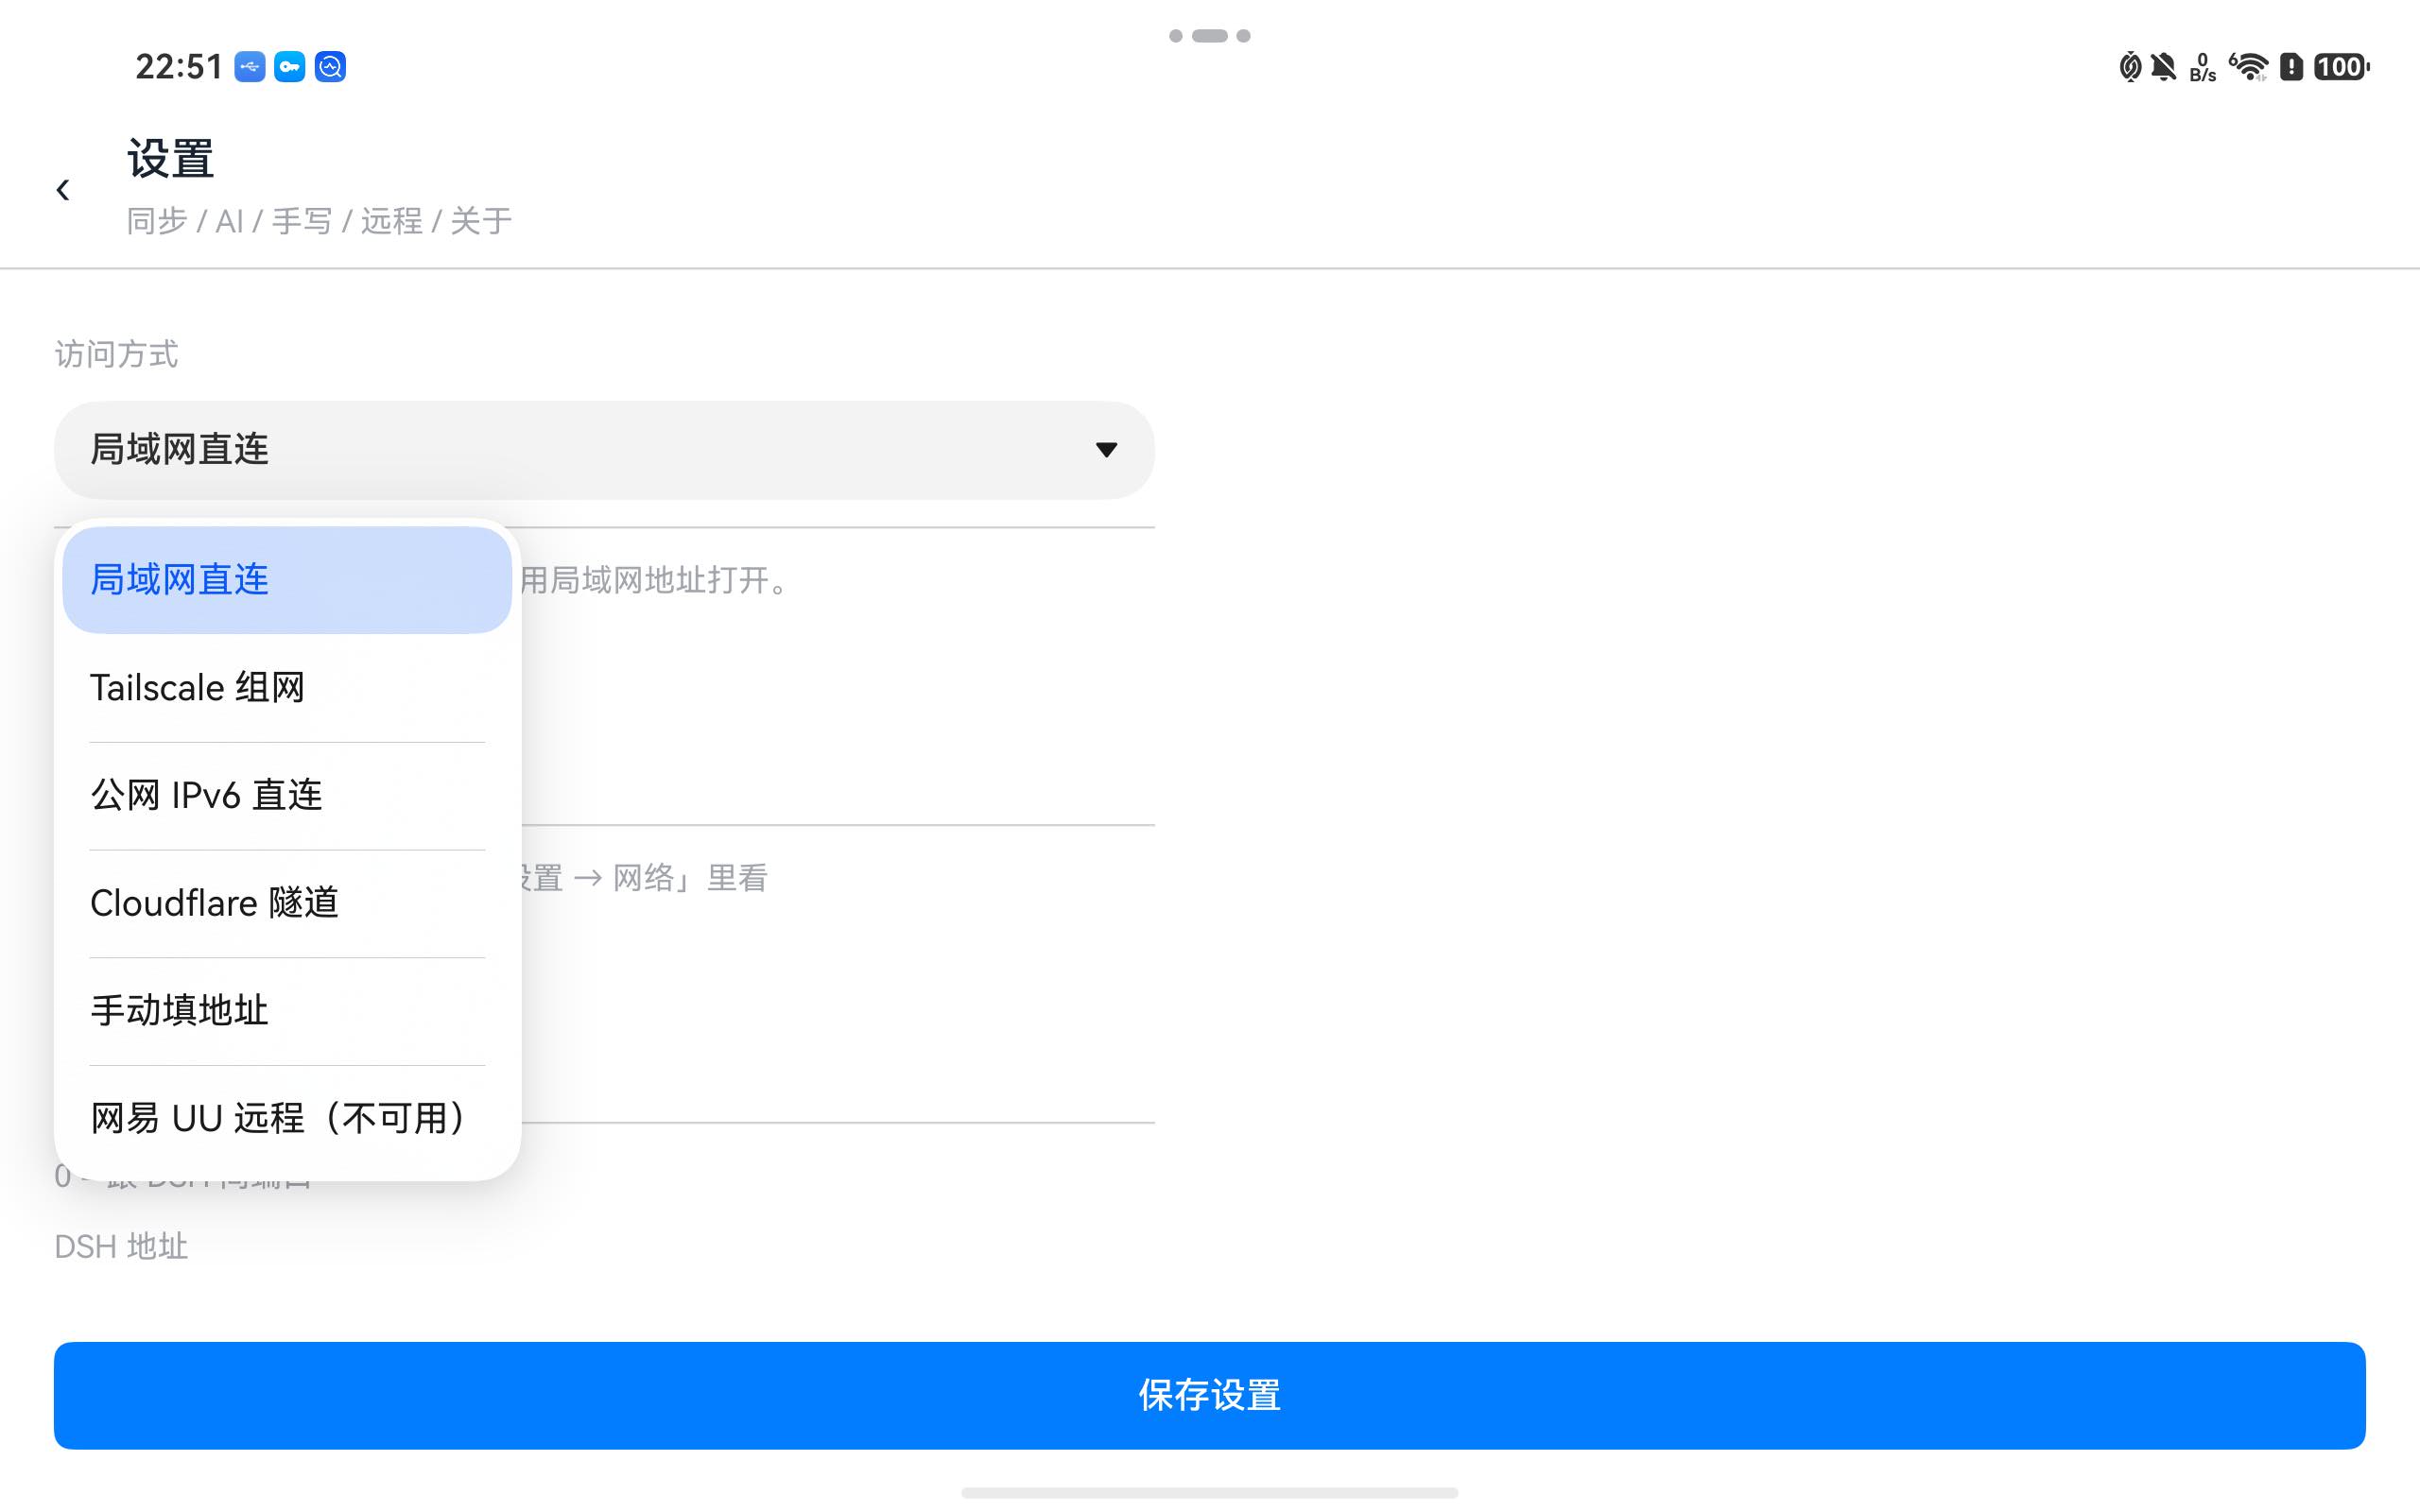 22:51
0
B/s
6
100
设置
同步 / AI / 手写 / 远程 / 关于
访问方式
局域网直连
局域网直连
用局域网地址打开。
Tailscale 组网
公网 IPv6 直连
设置 → 网络」里看
Cloudflare 隧道
手动填地址
网易 UU 远程（不可用）
DSH 地址
保存设置